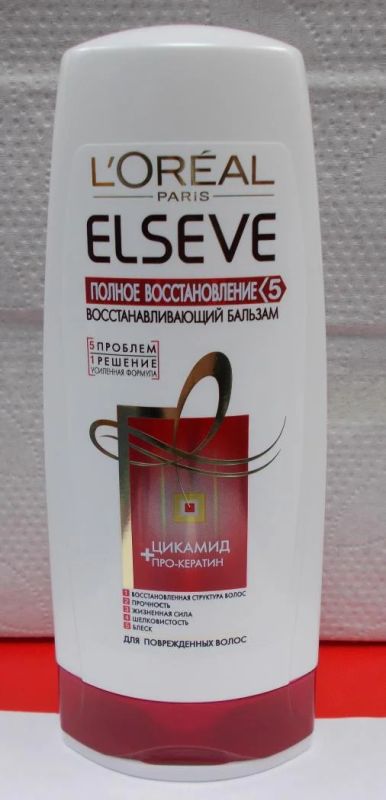 L'ORÉAL
PARIS
ELSEVE
ПОЛНОЕ ВОССТАНОВЛЕНИЕ 5
ВОССТАНАВЛИВАЮЩИЙ БАЛЬЗАМ
5 ПРОБЛЕМ
1 РЕШЕНИЕ
УСИЛЕННАЯ ФОРМУЛА
ЦИКАМИД
+ ПРО-КЕРАТИН
1 ВОССТАНОВЛЕННАЯ СТРУКТУРА ВОЛОС
2 ПРОЧНОСТЬ
3 ЖИЗНЕННАЯ СИЛА
4 ШЕЛКОВИСТОСТЬ
5 БЛЕСК
ДЛЯ ПОВРЕЖДЕННЫХ ВОЛОС